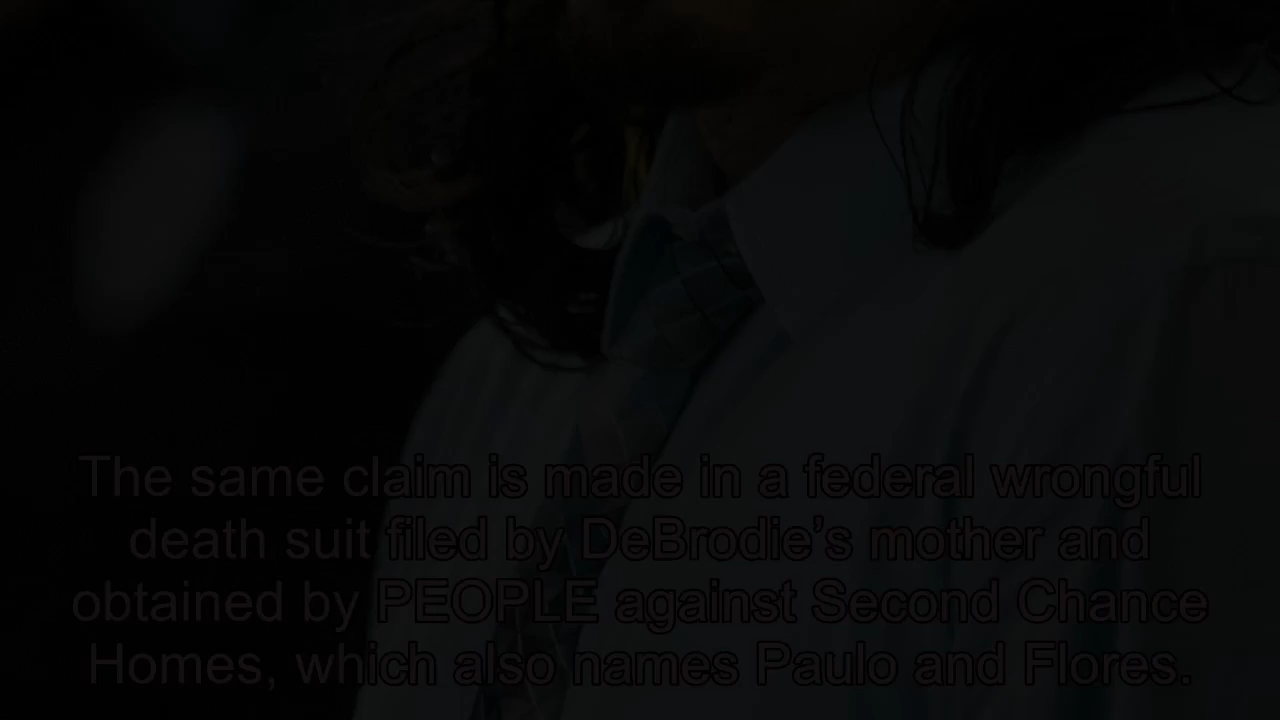 The same claim is made in a federal wrongful
death suit filed by DeBrodie’s mother and
obtained by PEOPLE against Second Chance
Homes, which also names Paulo and Flores.